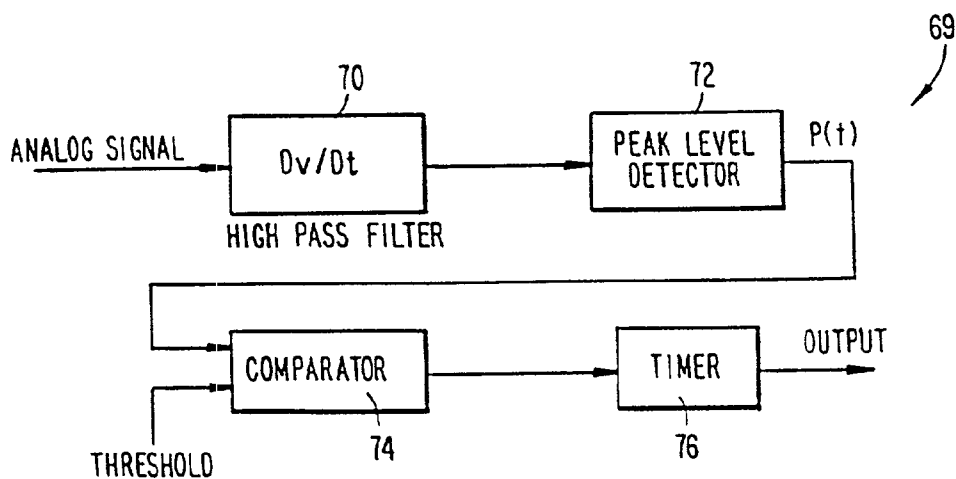 69
70
72
ANALOG SIGNAL
Dv/Dt
PEAK LEVEL
DETECTOR
P(t)
HIGH PASS FILTER
COMPARATOR
TIMER
OUTPUT
74
76
THRESHOLD